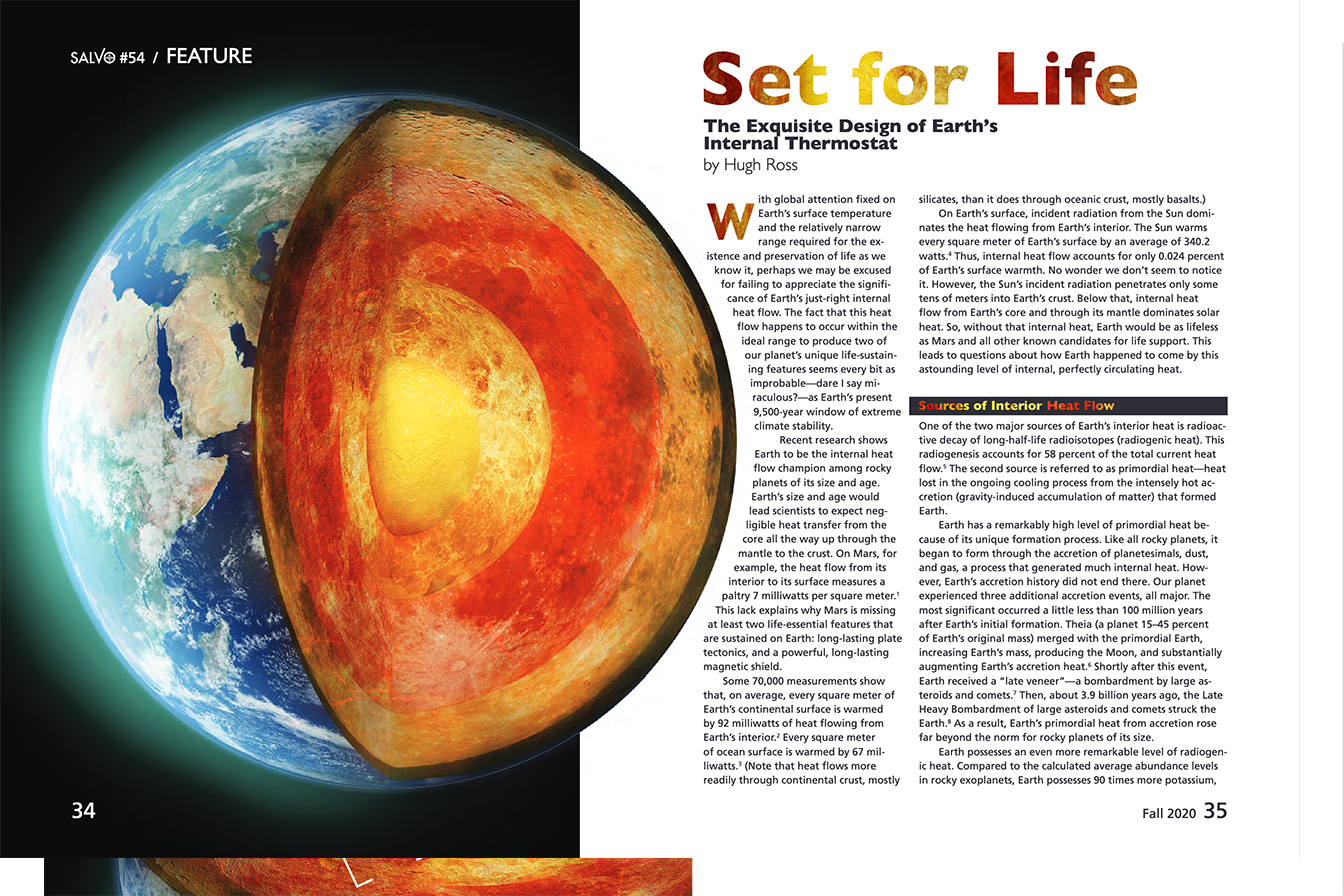 SALVO #54 / FEATURE
Set for Life
The Exquisite Design of Earth's
Internal Thermostat
by Hugh Ross
With global attention fixed on
Earth's surface temperature
and the relatively narrow
range required for the ex-
istence and preservation of life as we
know it, perhaps we may be excused
for failing to appreciate the signifi-
cance of Earth's just-right internal
heat flow. The fact that this heat
flow happens to occur within the
ideal range to produce two of
our planet's unique life-sustain-
ing features seems every bit as
improbable—dare I say mi-
raculous?—as Earth's present
9,500-year window of extreme
climate stability.
Recent research shows
Earth to be the internal heat
flow champion among rocky
planets of its size and age.
Earth's size and age would
lead scientists to expect neg-
ligible heat transfer from the
core all the way up through the
mantle to the crust. On Mars, for
example, the heat flow from its
interior to its surface measures a
paltry 7 milliwatts per square meter.¹
This lack explains why Mars is missing
at least two life-essential features that
are sustained on Earth: long-lasting plate
tectonics, and a powerful, long-lasting
magnetic shield.
Some 70,000 measurements show
that, on average, every square meter of
Earth's continental surface is warmed
by 92 milliwatts of heat flowing from
Earth's interior.² Every square meter
of ocean surface is warmed by 67 mil-
liwatts.³ (Note that heat flows more
readily through continental crust, mostly
silicates, than it does through oceanic crust, mostly basalts.)
On Earth's surface, incident radiation from the Sun domi-
nates the heat flowing from Earth's interior. The Sun warms
every square meter of Earth's surface by an average of 340.2
watts.⁴ Thus, internal heat flow accounts for only 0.024 percent
of Earth's surface warmth. No wonder we don't seem to notice
it. However, the Sun's incident radiation penetrates only some
tens of meters into Earth's crust. Below that, internal heat
flow from Earth's core and through its mantle dominates solar
heat. So, without that internal heat, Earth would be as lifeless
as Mars and all other known candidates for life support. This
leads to questions about how Earth happened to come by this
astounding level of internal, perfectly circulating heat.
Sources of Interior Heat Flow
One of the two major sources of Earth's interior heat is radioac-
tive decay of long-half-life radioisotopes (radiogenic heat). This
radiogenesis accounts for 58 percent of the total current heat
flow.⁵ The second source is referred to as primordial heat—heat
lost in the ongoing cooling process from the intensely hot ac-
cretion (gravity-induced accumulation of matter) that formed
Earth.
Earth has a remarkably high level of primordial heat be-
cause of its unique formation process. Like all rocky planets, it
began to form through the accretion of planetesimals, dust,
and gas, a process that generated much internal heat. How-
ever, Earth's accretion history did not end there. Our planet
experienced three additional accretion events, all major. The
most significant occurred a little less than 100 million years
after Earth's initial formation. Theia (a planet 15–45 percent
of Earth's original mass) merged with the primordial Earth,
increasing Earth's mass, producing the Moon, and substantially
augmenting Earth's accretion heat.⁶ Shortly after this event,
Earth received a "late veneer"—a bombardment by large as-
teroids and comets.⁷ Then, about 3.9 billion years ago, the Late
Heavy Bombardment of large asteroids and comets struck the
Earth.⁸ As a result, Earth's primordial heat from accretion rose
far beyond the norm for rocky planets of its size.
Earth possesses an even more remarkable level of radiogen-
ic heat. Compared to the calculated average abundance levels
in rocky exoplanets, Earth possesses 90 times more potassium,
34
Fall 2020 35